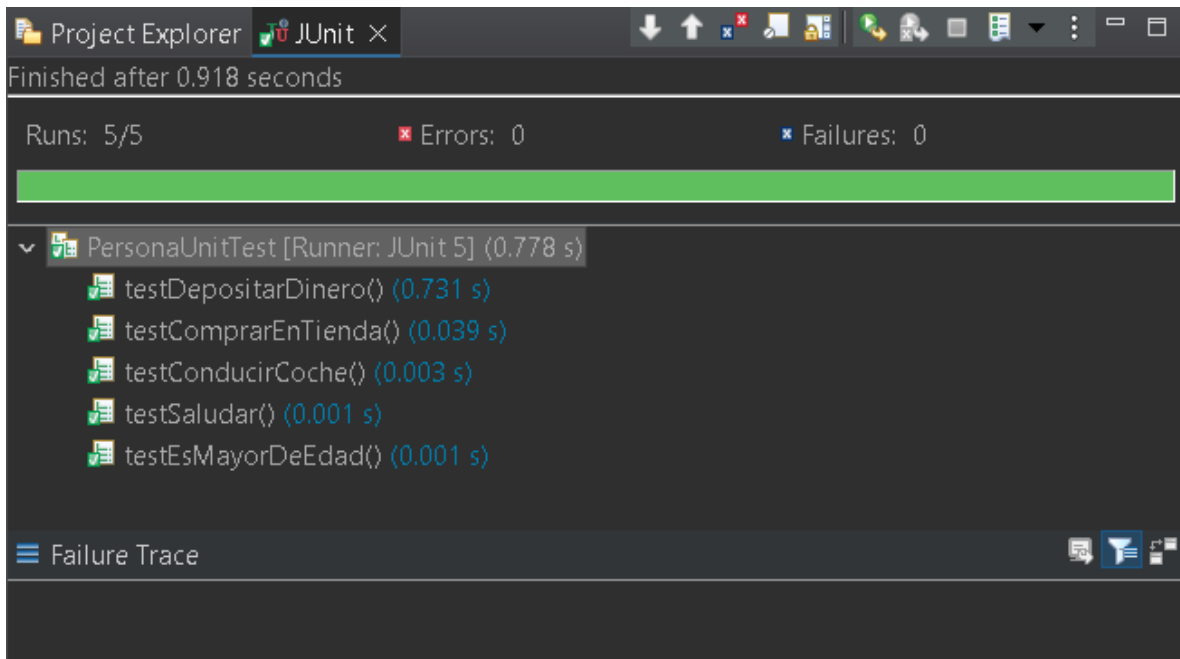 Project Explorer JUnit
Finished after 0.918 seconds
Runs: 5/5 Errors: 0 Failures: 0
PersonaUnitTest [Runner: JUnit 5] (0.778 s)
testDepositarDinero() (0.731 s)
testComprarEnTienda() (0.039 s)
testConducirCoche() (0.003 s)
testSaludar() (0.001 s)
testEsMayorDeEdad() (0.001 s)
Failure Trace